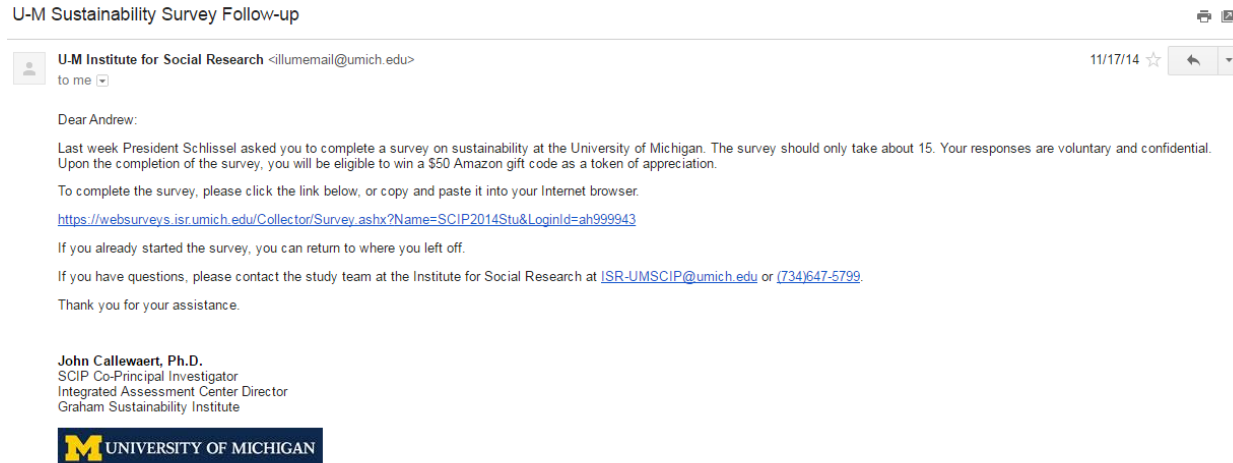 U-M Sustainability Survey Follow-up
U-M Institute for Social Research <illumemail@umich.edu>
11/17/14
to me
Dear Andrew:
Last week President Schlissel asked you to complete a survey on sustainability at the University of Michigan. The survey should only take about 15. Your responses are voluntary and confidential.
Upon the completion of the survey, you will be eligible to win a $50 Amazon gift code as a token of appreciation.
To complete the survey, please click the link below, or copy and paste it into your Internet browser.
https://websurveys.isr.umich.edu/Collector/Survey.ashx?Name=SCIP2014Stu&LoginId=ah999943
If you already started the survey, you can return to where you left off.
If you have questions, please contact the study team at the Institute for Social Research at ISR-UMSCIP@umich.edu or (734)647-5799.
Thank you for your assistance.
John Callewaert, Ph.D.
SCIP Co-Principal Investigator
Integrated Assessment Center Director
Graham Sustainability Institute
M UNIVERSITY OF MICHIGAN